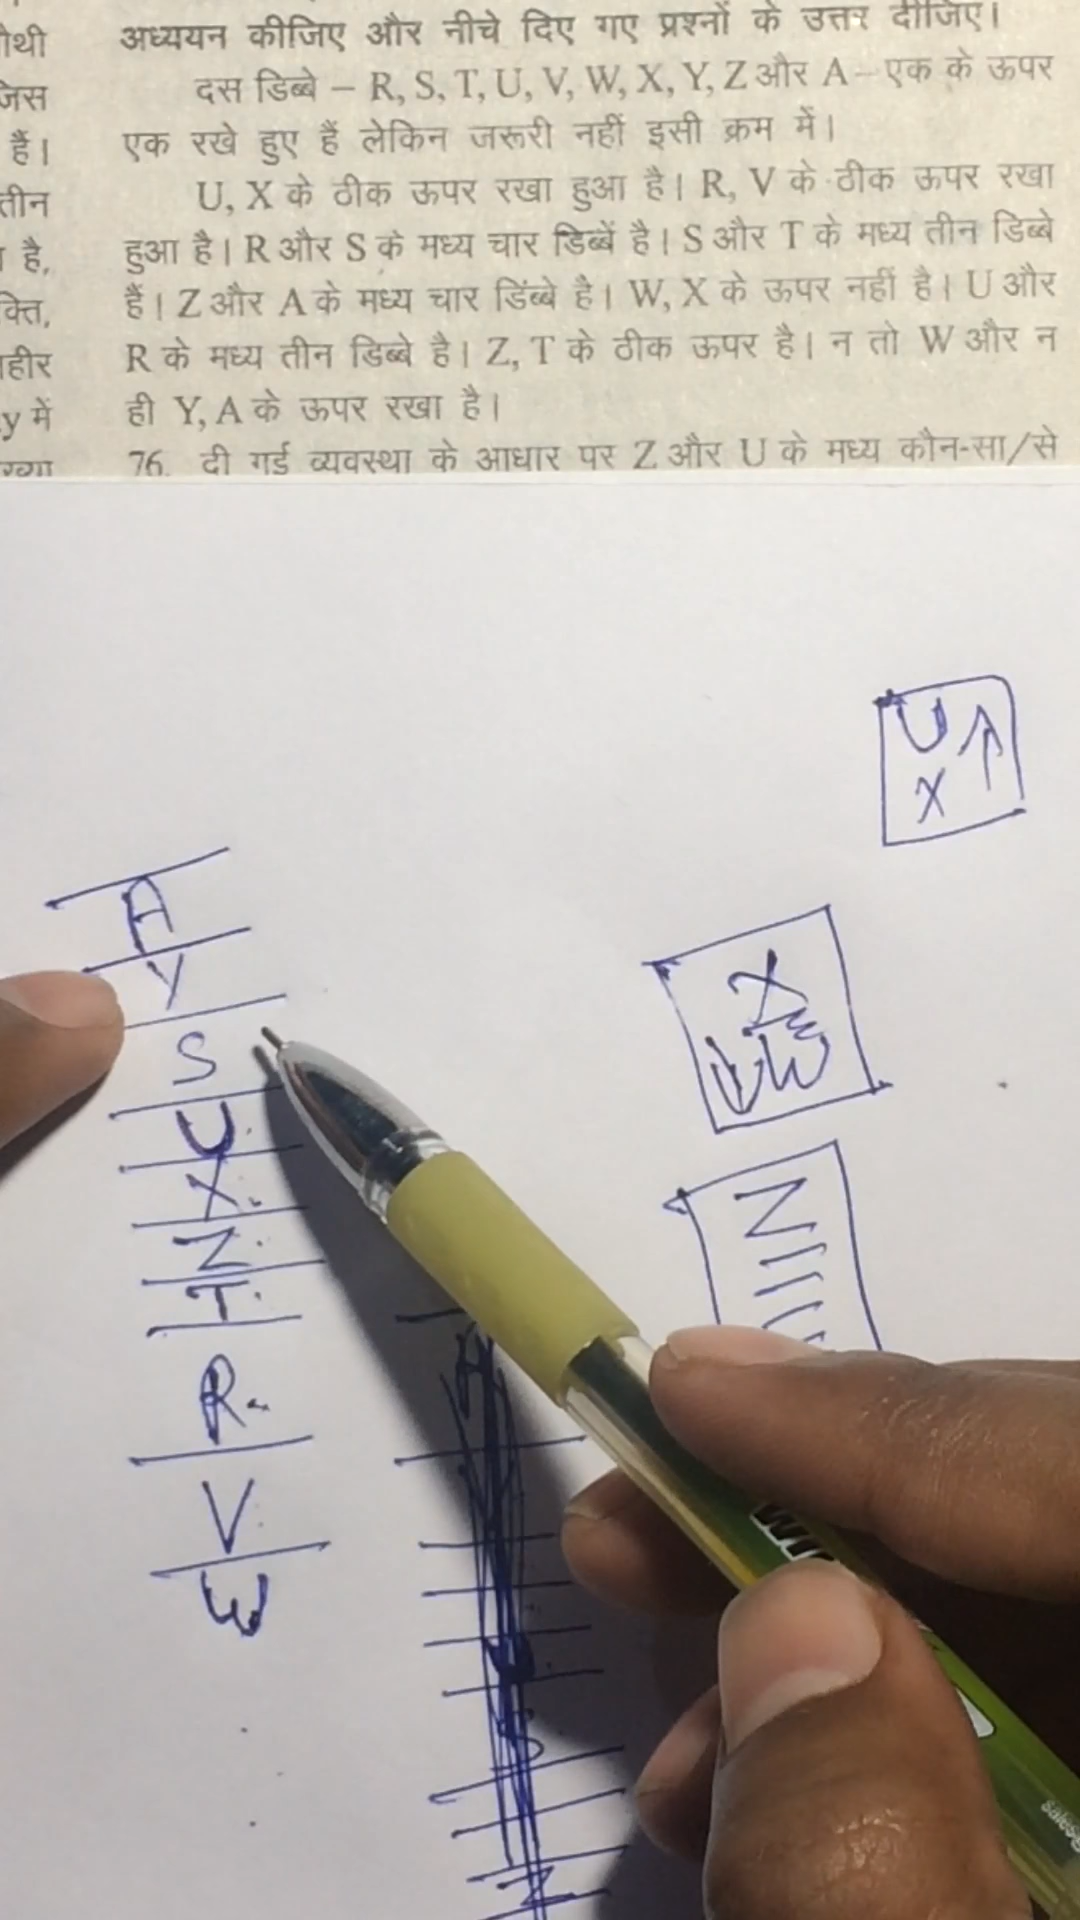 ोथी
जिस
हैं।
तीन
है,
क्ति,
ाहीर
y में
अध्ययन कीजिए और नीचे दिए गए प्रश्नों के उत्तर दीजिए।
दस डिब्बे – R, S, T, U, V, W, X, Y, Z और A – एक के ऊपर
एक रखे हुए हैं लेकिन जरूरी नहीं इसी क्रम में।
U, X के ठीक ऊपर रखा हुआ है। R, V के ठीक ऊपर रखा
हुआ है। R और S के मध्य चार डिब्बें है। S और T के मध्य तीन डिब्बे
हैं। Z और A के मध्य चार डिंब्बे है। W, X के ऊपर नहीं है। U और
R के मध्य तीन डिब्बे है। Z, T के ठीक ऊपर है। न तो W और न
ही Y, A के ऊपर रखा है।
76. दी गई व्यवस्था के आधार पर Z और U के मध्य कौन-सा/से
U
X
A
Y
S
U
X
Z
T
R
V
W
X
W
Z